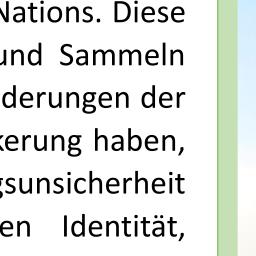 Nations. Diese
und Sammeln
derungen der
kerung haben,
gsunsicherheit
en Identität,